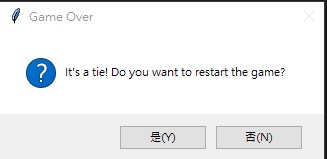 Game Over
It's a tie! Do you want to restart the game?
是(Y)
否(N)